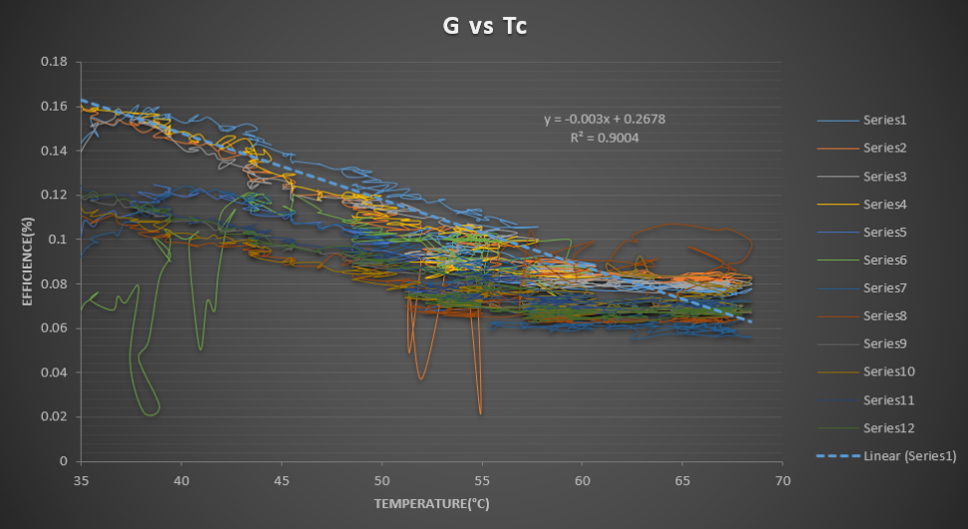 G vs Tc
0.18
0.16
0.14
0.12
0.1
0.08
0.06
0.04
0.02
0
EFFICIENCE(%)
35 40 45 50 55 60 65 70
TEMPERATURE(°C)
y = -0.003x + 0.2678
R² = 0.9004
Series1
Series2
Series3
Series4
Series5
Series6
Series7
Series8
Series9
Series10
Series11
Series12
Linear (Series1)